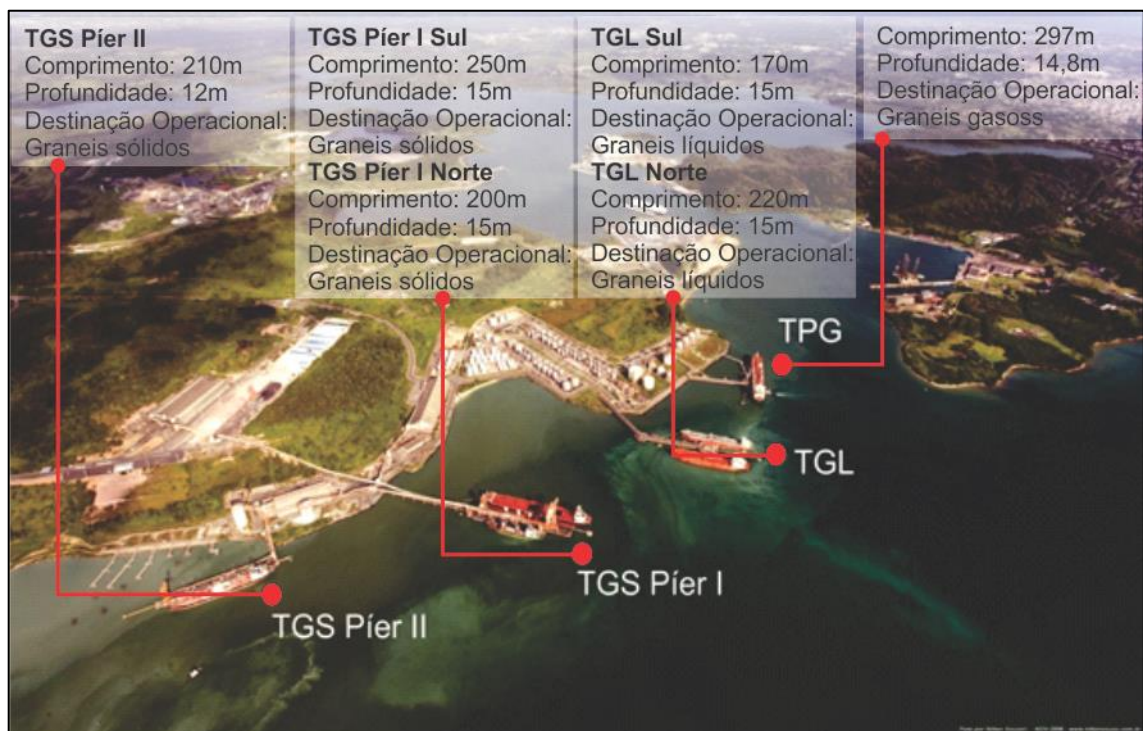 TGS Píer II
Comprimento: 210m
Profundidade: 12m
Destinação Operacional:
Graneis sólidos
TGS Píer I Sul
Comprimento: 250m
Profundidade: 15m
Destinação Operacional:
Graneis sólidos
TGS Píer I Norte
Comprimento: 200m
Profundidade: 15m
Destinação Operacional:
Graneis sólidos
TGL Sul
Comprimento: 170m
Profundidade: 15m
Destinação Operacional:
Graneis líquidos
TGL Norte
Comprimento: 220m
Profundidade: 15m
Destinação Operacional:
Graneis líquidos
Comprimento: 297m
Profundidade: 14,8m
Destinação Operacional:
Graneis gasoss
TPG
TGL
TGS Píer I
TGS Píer II